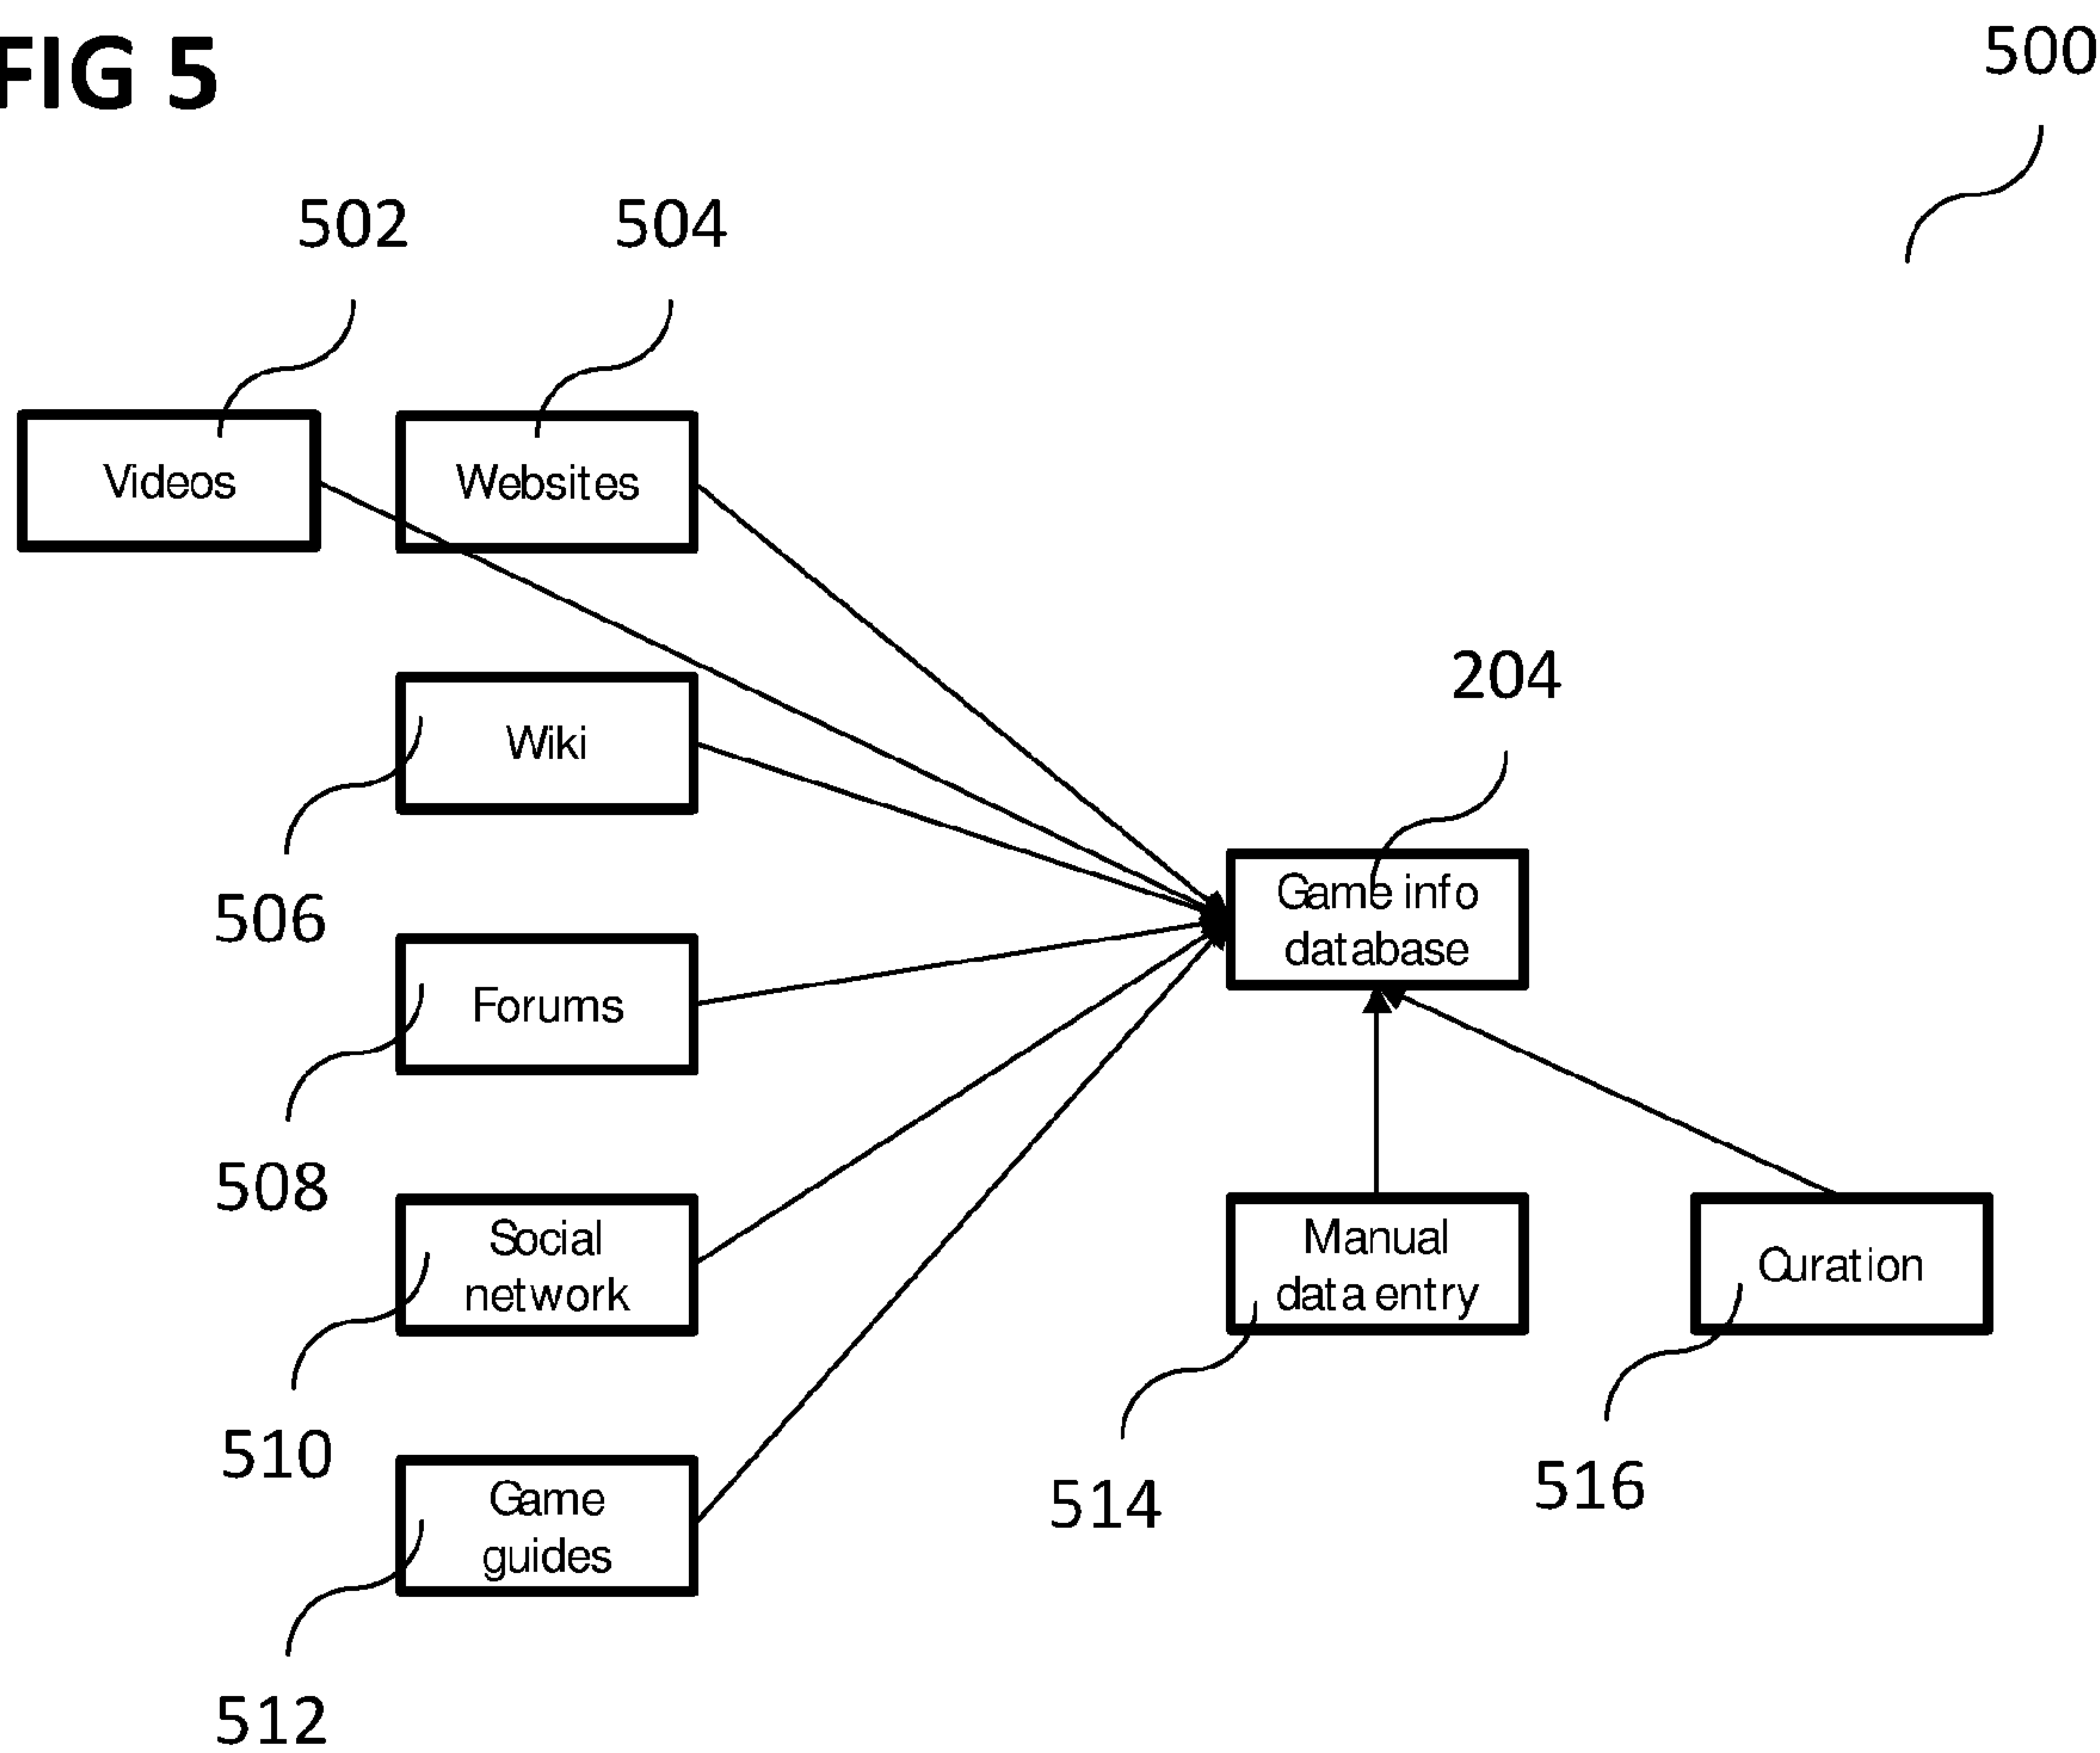 FIG 5
500
502
504
Videos
Websites
204
Wiki
506
Game info
database
Forums
508
Social
network
Manual
data entry
Curation
510
514
516
Game
guides
512